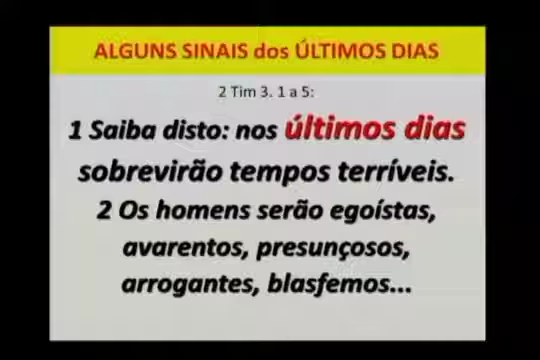 ALGUNS SINAIS dos ÚLTIMOS DIAS
2 Tim 3. 1 a 5:
1 Saiba disto: nos últimos dias
sobrevirão tempos terríveis.
2 Os homens serão egoístas,
avarentos, presunçosos,
arrogantes, blasfemos...